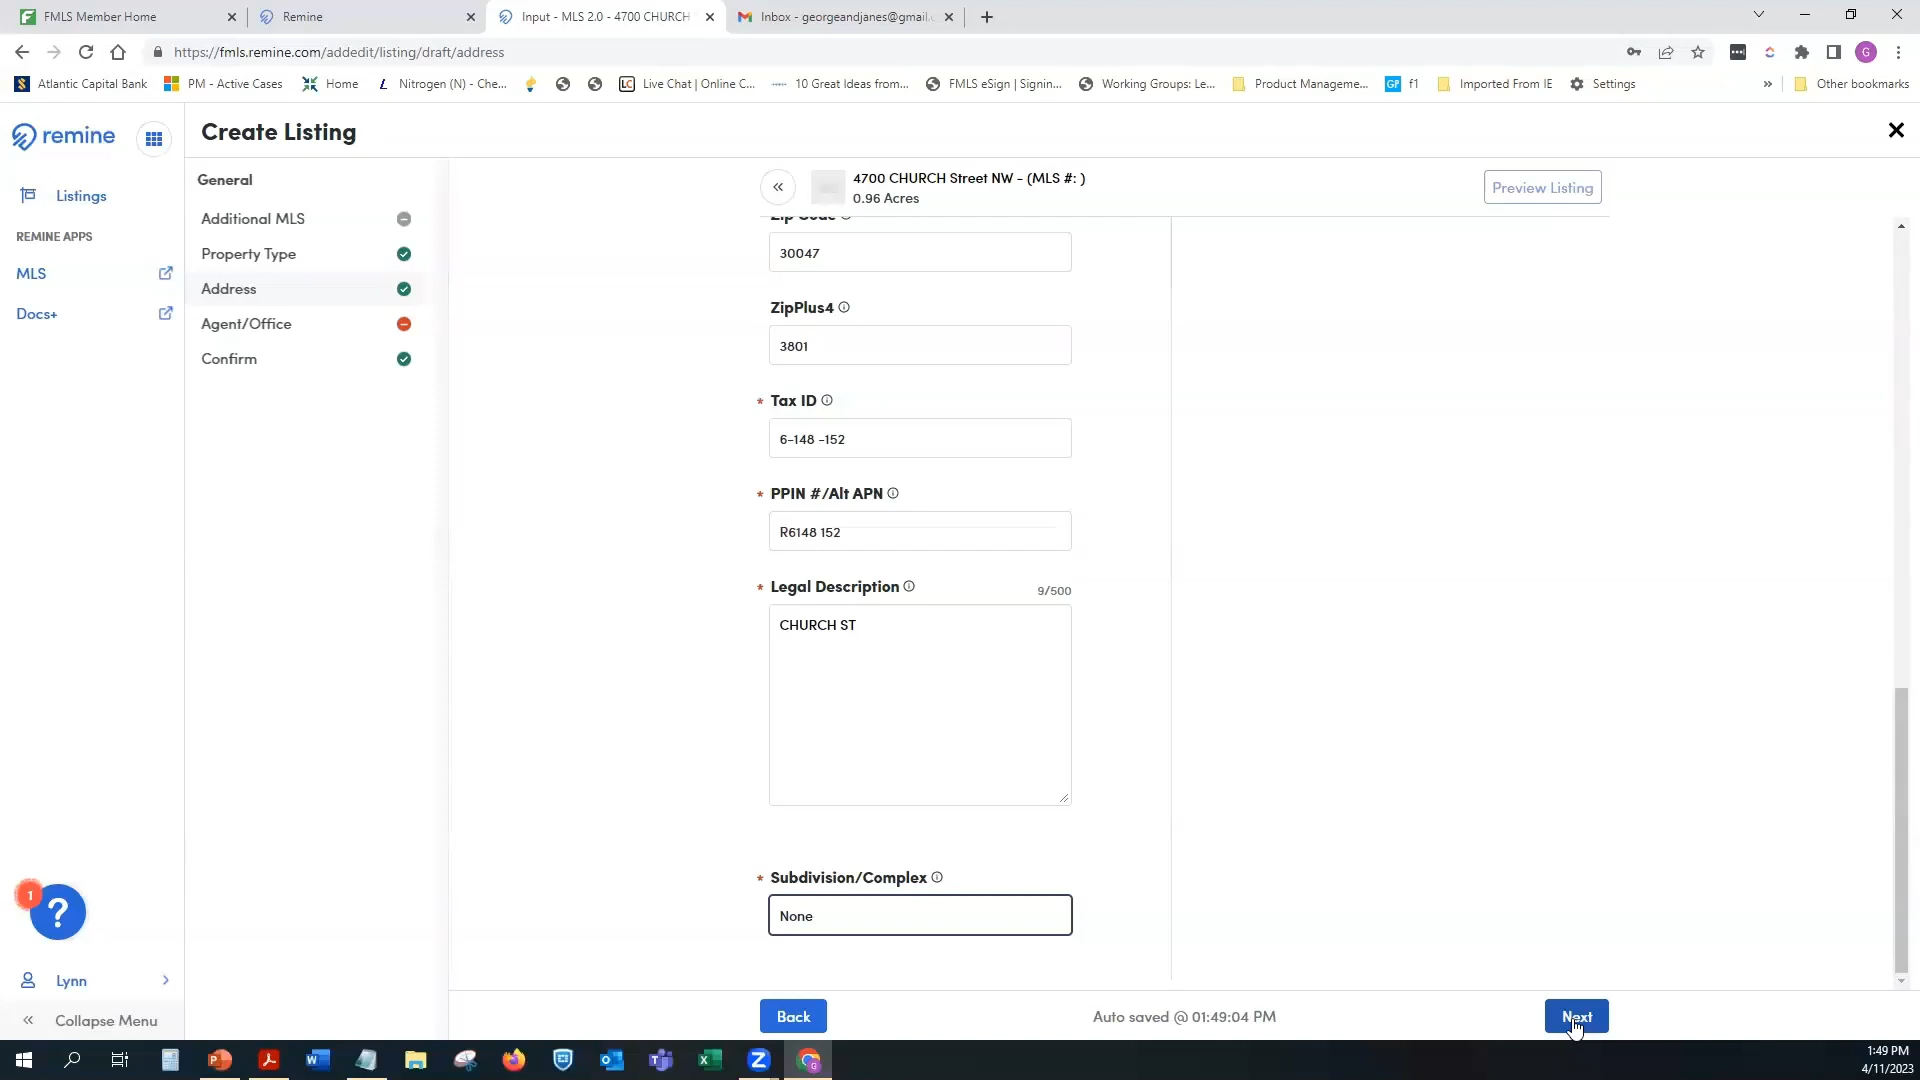 FMLS Member Home
Remine
Input - MLS 2.0 - 4700 CHURCH
Inbox - georgeandjanes@gmail.c
https://fmls.remine.com/addedit/listing/draft/address
G
Atlantic Capital Bank
PM - Active Cases
Home
Nitrogen (N) - Che...
LC Live Chat | Online C...
10 Great Ideas from...
FMLS eSign | Signin...
Working Groups: Le...
Product Manageme...
GP f1
Imported From IE
Settings
»
Other bookmarks
remine
Create Listing
Listings
REMINE APPS
MLS
Docs+
General
Additional MLS
Property Type
Address
Agent/Office
Confirm
4700 CHURCH Street NW - (MLS #: )
0.96 Acres
Preview Listing
Zip Code
30047
ZipPlus4
3801
* Tax ID
6-148 -152
* PPIN #/Alt APN
R6148 152
* Legal Description
9/500
CHURCH ST
* Subdivision/Complex
None
1
?
Lynn
Collapse Menu
Back
Auto saved @ 01:49:04 PM
Next
1:49 PM
4/11/2023